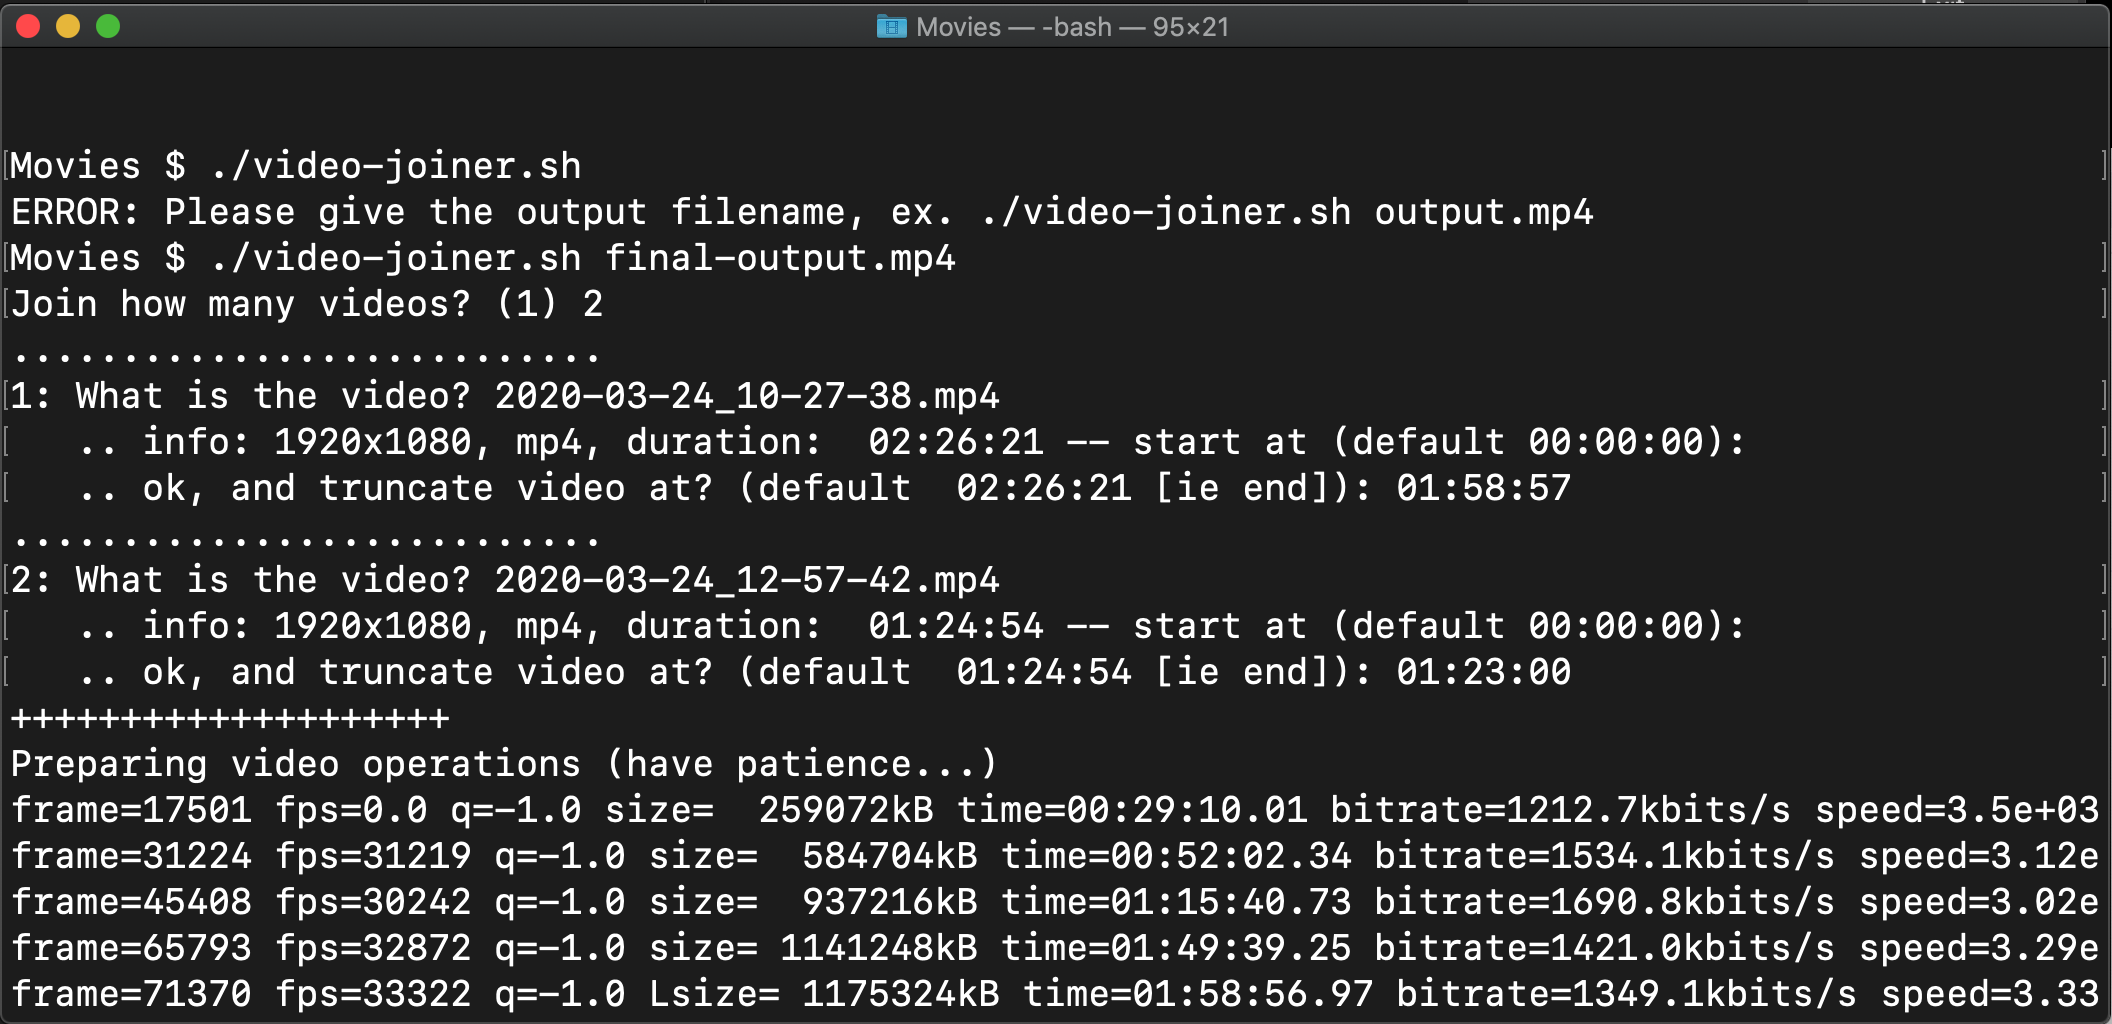 Movies — -bash — 95×21
Movies $ ./video-joiner.sh
ERROR: Please give the output filename, ex. ./video-joiner.sh output.mp4
Movies $ ./video-joiner.sh final-output.mp4
Join how many videos? (1) 2
...........................
1: What is the video? 2020-03-24_10-27-38.mp4
   .. info: 1920x1080, mp4, duration:  02:26:21 -- start at (default 00:00:00):
   .. ok, and truncate video at? (default  02:26:21 [ie end]): 01:58:57
...........................
2: What is the video? 2020-03-24_12-57-42.mp4
   .. info: 1920x1080, mp4, duration:  01:24:54 -- start at (default 00:00:00):
   .. ok, and truncate video at? (default  01:24:54 [ie end]): 01:23:00
++++++++++++++++++++
Preparing video operations (have patience...)
frame=17501 fps=0.0 q=-1.0 size=  259072kB time=00:29:10.01 bitrate=1212.7kbits/s speed=3.5e+03
frame=31224 fps=31219 q=-1.0 size=  584704kB time=00:52:02.34 bitrate=1534.1kbits/s speed=3.12e
frame=45408 fps=30242 q=-1.0 size=  937216kB time=01:15:40.73 bitrate=1690.8kbits/s speed=3.02e
frame=65793 fps=32872 q=-1.0 size= 1141248kB time=01:49:39.25 bitrate=1421.0kbits/s speed=3.29e
frame=71370 fps=33322 q=-1.0 Lsize= 1175324kB time=01:58:56.97 bitrate=1349.1kbits/s speed=3.33